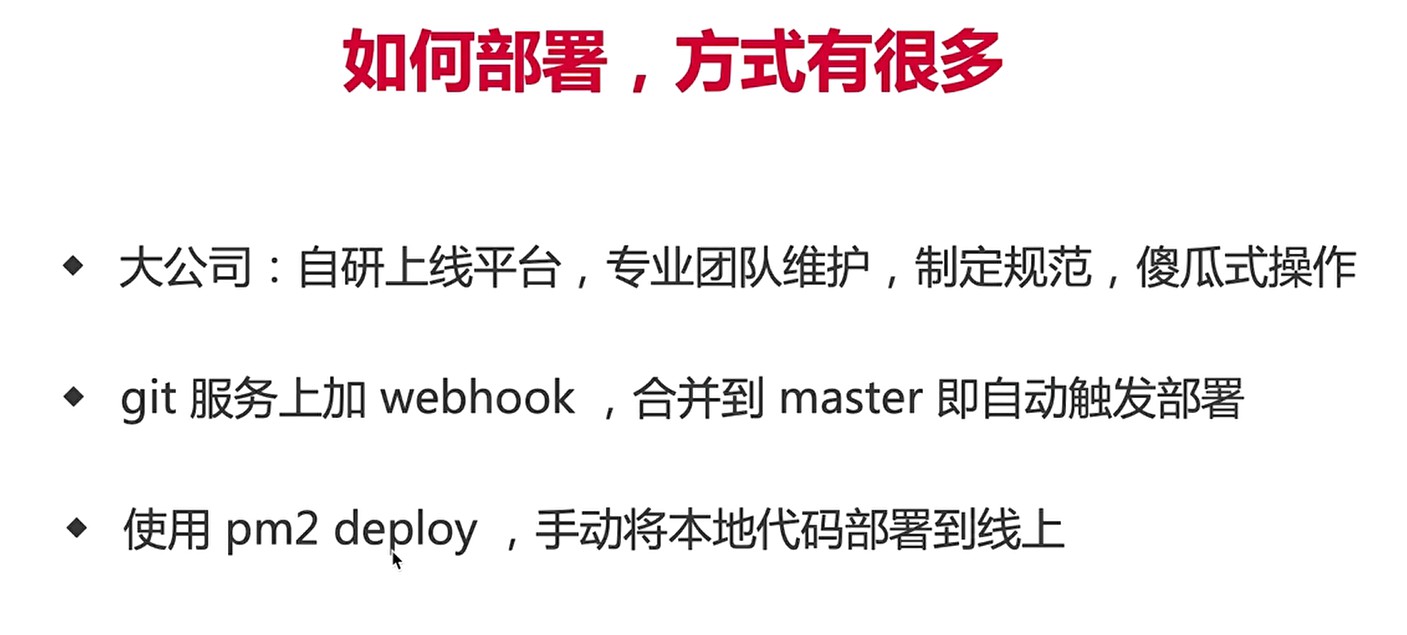 如何部署，方式有很多
◆ 大公司：自研上线平台，专业团队维护，制定规范，傻瓜式操作
◆ git 服务上加 webhook ，合并到 master 即自动触发部署
◆ 使用 pm2 deploy ，手动将本地代码部署到线上